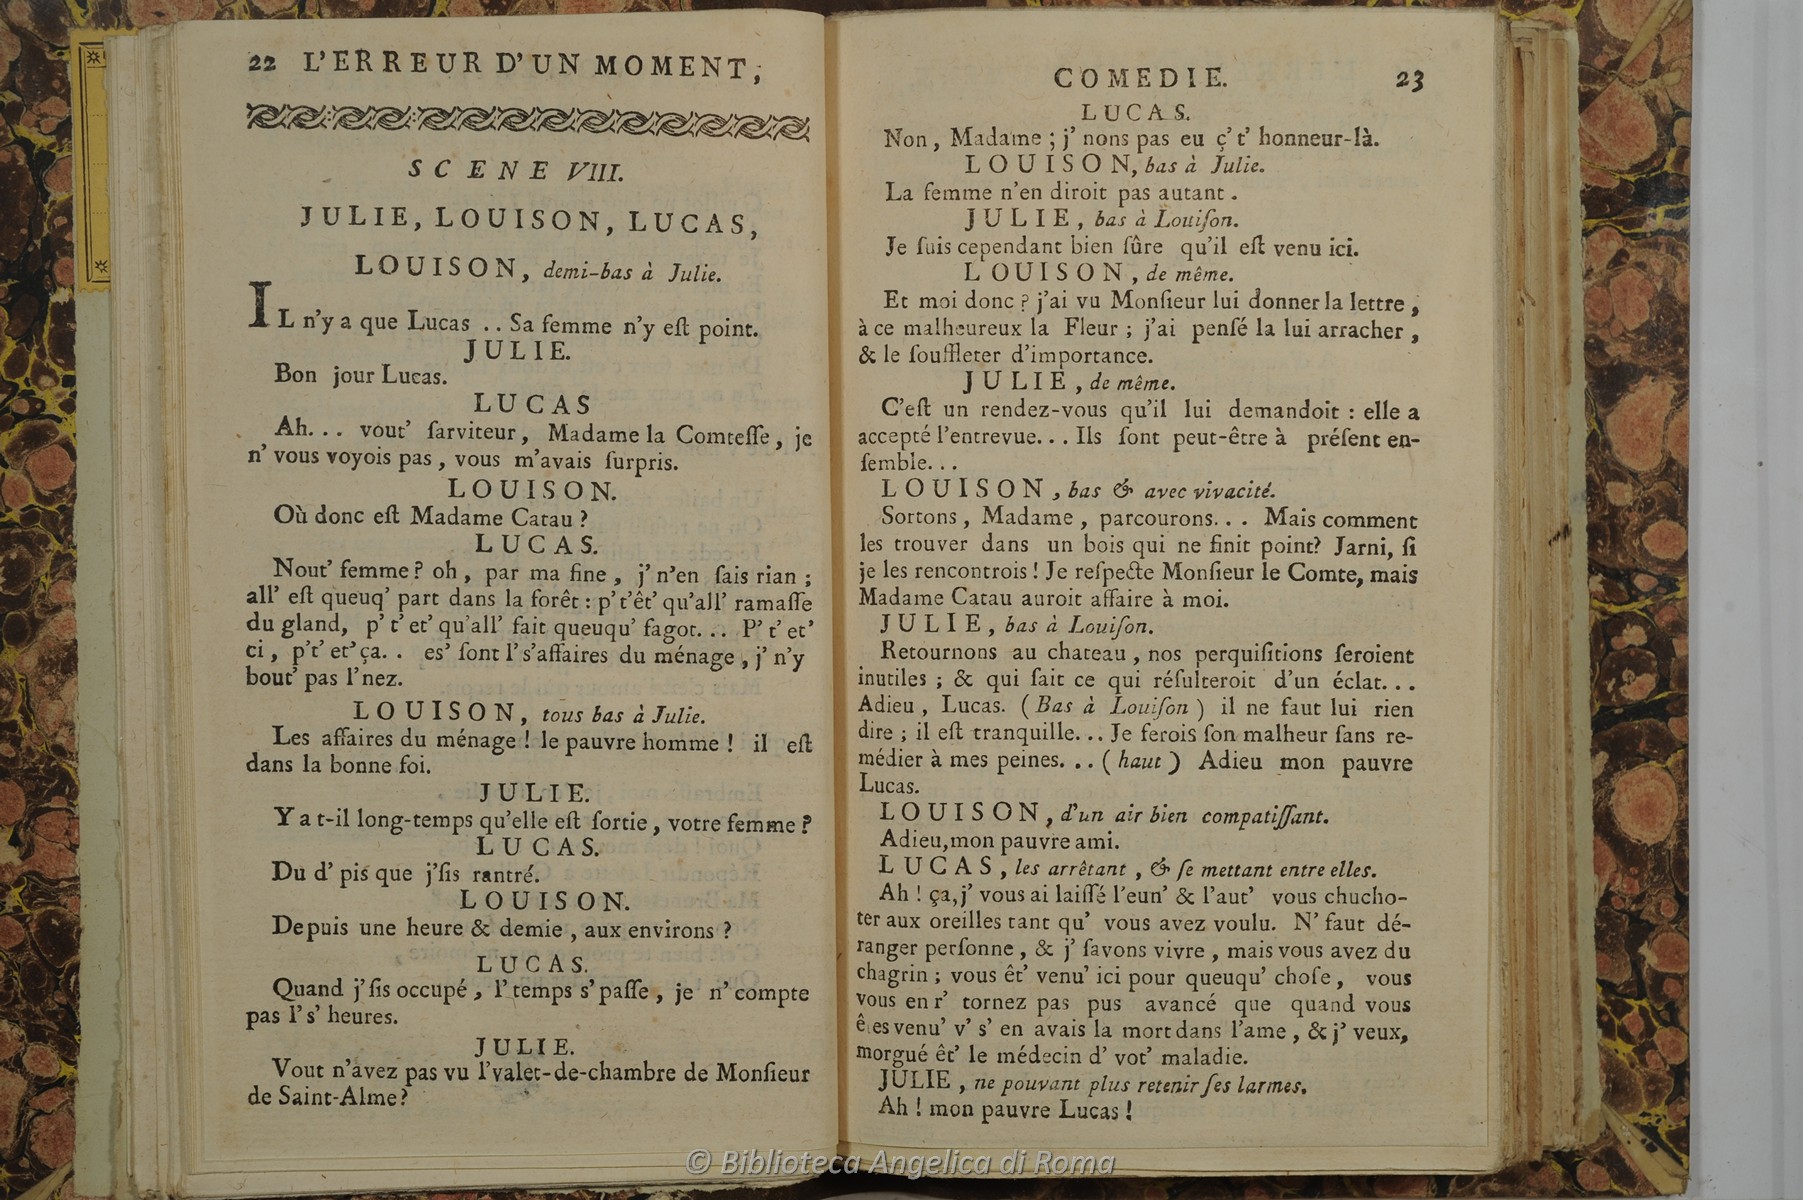 22 L'ERREUR D'UN MOMENT,
SCENE VIII.
JULIE, LOUISON, LUCAS,
LOUISON, demi-bas à Julie.
IL n'y a que Lucas .. Sa femme n'y eſt point.
JULIE.
Bon jour Lucas.
LUCAS
Ah... vout' ſarviteur, Madame la Comteſſe, je
n' vous voyois pas, vous m'avais ſurpris.
LOUISON.
Où donc eſt Madame Catau ?
LUCAS.
Nout' femme ? oh, par ma fine, j' n'en ſais rian ;
all' eſt queuq' part dans la forêt : p't'êt' qu'all' ramaſſe
du gland, p' t' et' qu'all' fait queuqu' fagot... P' t' et'
ci, p't' et' ça.. es' ſont l' s'affaires du ménage, j' n'y
bout' pas l'nez.
LOUISON, tous bas à Julie.
Les affaires du ménage ! le pauvre homme ! il eſt
dans la bonne foi.
JULIE.
Y a t-il long-temps qu'elle eſt ſortie, votre femme ?
LUCAS.
Du d' pis que j'ſis rantré.
LOUISON.
Depuis une heure & demie, aux environs ?
LUCAS.
Quand j'ſis occupé, l' temps s' paſſe, je n' compte
pas l' s' heures.
JULIE.
Vout n'avez pas vu l'valet-de-chambre de Monſieur
de Saint-Alme ?
COMEDIE. 23
LUCAS.
Non, Madame ; j' nons pas eu ç' t' honneur-là.
LOUISON, bas à Julie.
La femme n'en diroit pas autant.
JULIE, bas à Louiſon.
Je ſuis cependant bien ſûre qu'il eſt venu ici.
LOUISON, de même.
Et moi donc ? j'ai vu Monſieur lui donner la lettre,
à ce malheureux la Fleur ; j'ai penſé la lui arracher,
& le ſouffleter d'importance.
JULIE, de même.
C'eſt un rendez-vous qu'il lui demandoit : elle a
accepté l'entrevue... Ils ſont peut-être à préſent en-
ſemble...
LOUISON, bas & avec vivacité.
Sortons, Madame, parcourons... Mais comment
les trouver dans un bois qui ne finit point ? Jarni, ſi
je les rencontrois ! Je reſpecte Monſieur le Comte, mais
Madame Catau auroit affaire à moi.
JULIE, bas à Louiſon.
Retournons au chateau, nos perquiſitions ſeroient
inutiles ; & qui ſait ce qui réſulteroit d'un éclat...
Adieu, Lucas. (Bas à Louiſon) il ne faut lui rien
dire ; il eſt tranquille... Je ferois ſon malheur ſans re-
médier à mes peines... (haut) Adieu mon pauvre
Lucas.
LOUISON, d'un air bien compatiſſant.
Adieu, mon pauvre ami.
LUCAS, les arrêtant, & ſe mettant entre elles.
Ah ! ça, j' vous ai laiſſé l'eun' & l'aut' vous chucho-
ter aux oreilles tant qu' vous avez voulu. N' faut dé-
ranger perſonne, & j' ſavons vivre, mais vous avez du
chagrin ; vous êt' venu' ici pour queuqu' choſe, vous
vous en r' tornez pas pus avancé que quand vous
êtes venu' v' s' en avais la mort dans l'ame, & j' veux,
morgué êt' le médecin d' vot' maladie.
JULIE, ne pouvant plus retenir ſes larmes.
Ah ! mon pauvre Lucas !
© Biblioteca Angelica di Roma